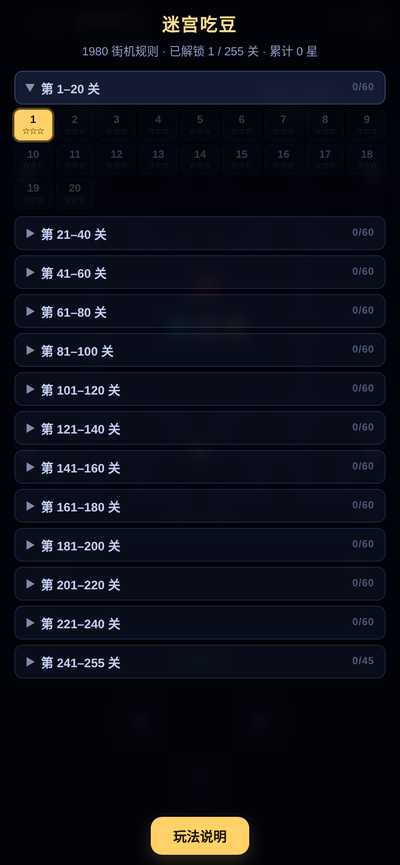 迷宫吃豆
1980 街机规则 · 已解锁 1 / 255 关 · 累计 0 星
▼ 第 1–20 关 0/60
1 2 3 4 5 6 7 8 9
☆☆☆ ☆☆☆ ☆☆☆ ☆☆☆ ☆☆☆ ☆☆☆ ☆☆☆ ☆☆☆ ☆☆☆
10 11 12 13 14 15 16 17 18
☆☆☆ ☆☆☆ ☆☆☆ ☆☆☆ ☆☆☆ ☆☆☆ ☆☆☆ ☆☆☆ ☆☆☆
19 20
☆☆☆ ☆☆☆
▶ 第 21–40 关 0/60
▶ 第 41–60 关 0/60
▶ 第 61–80 关 0/60
▶ 第 81–100 关 0/60
▶ 第 101–120 关 0/60
▶ 第 121–140 关 0/60
▶ 第 141–160 关 0/60
▶ 第 161–180 关 0/60
▶ 第 181–200 关 0/60
▶ 第 201–220 关 0/60
▶ 第 221–240 关 0/60
▶ 第 241–255 关 0/45
玩法说明